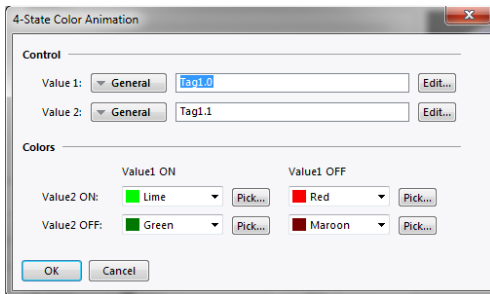 4-State Color Animation
Control
Value 1: General Tag1.0 Edit...
Value 2: General Tag1.1 Edit...
Colors
Value1 ON Value1 OFF
Value2 ON: Lime Pick... Red Pick...
Value2 OFF: Green Pick... Maroon Pick...
OK Cancel